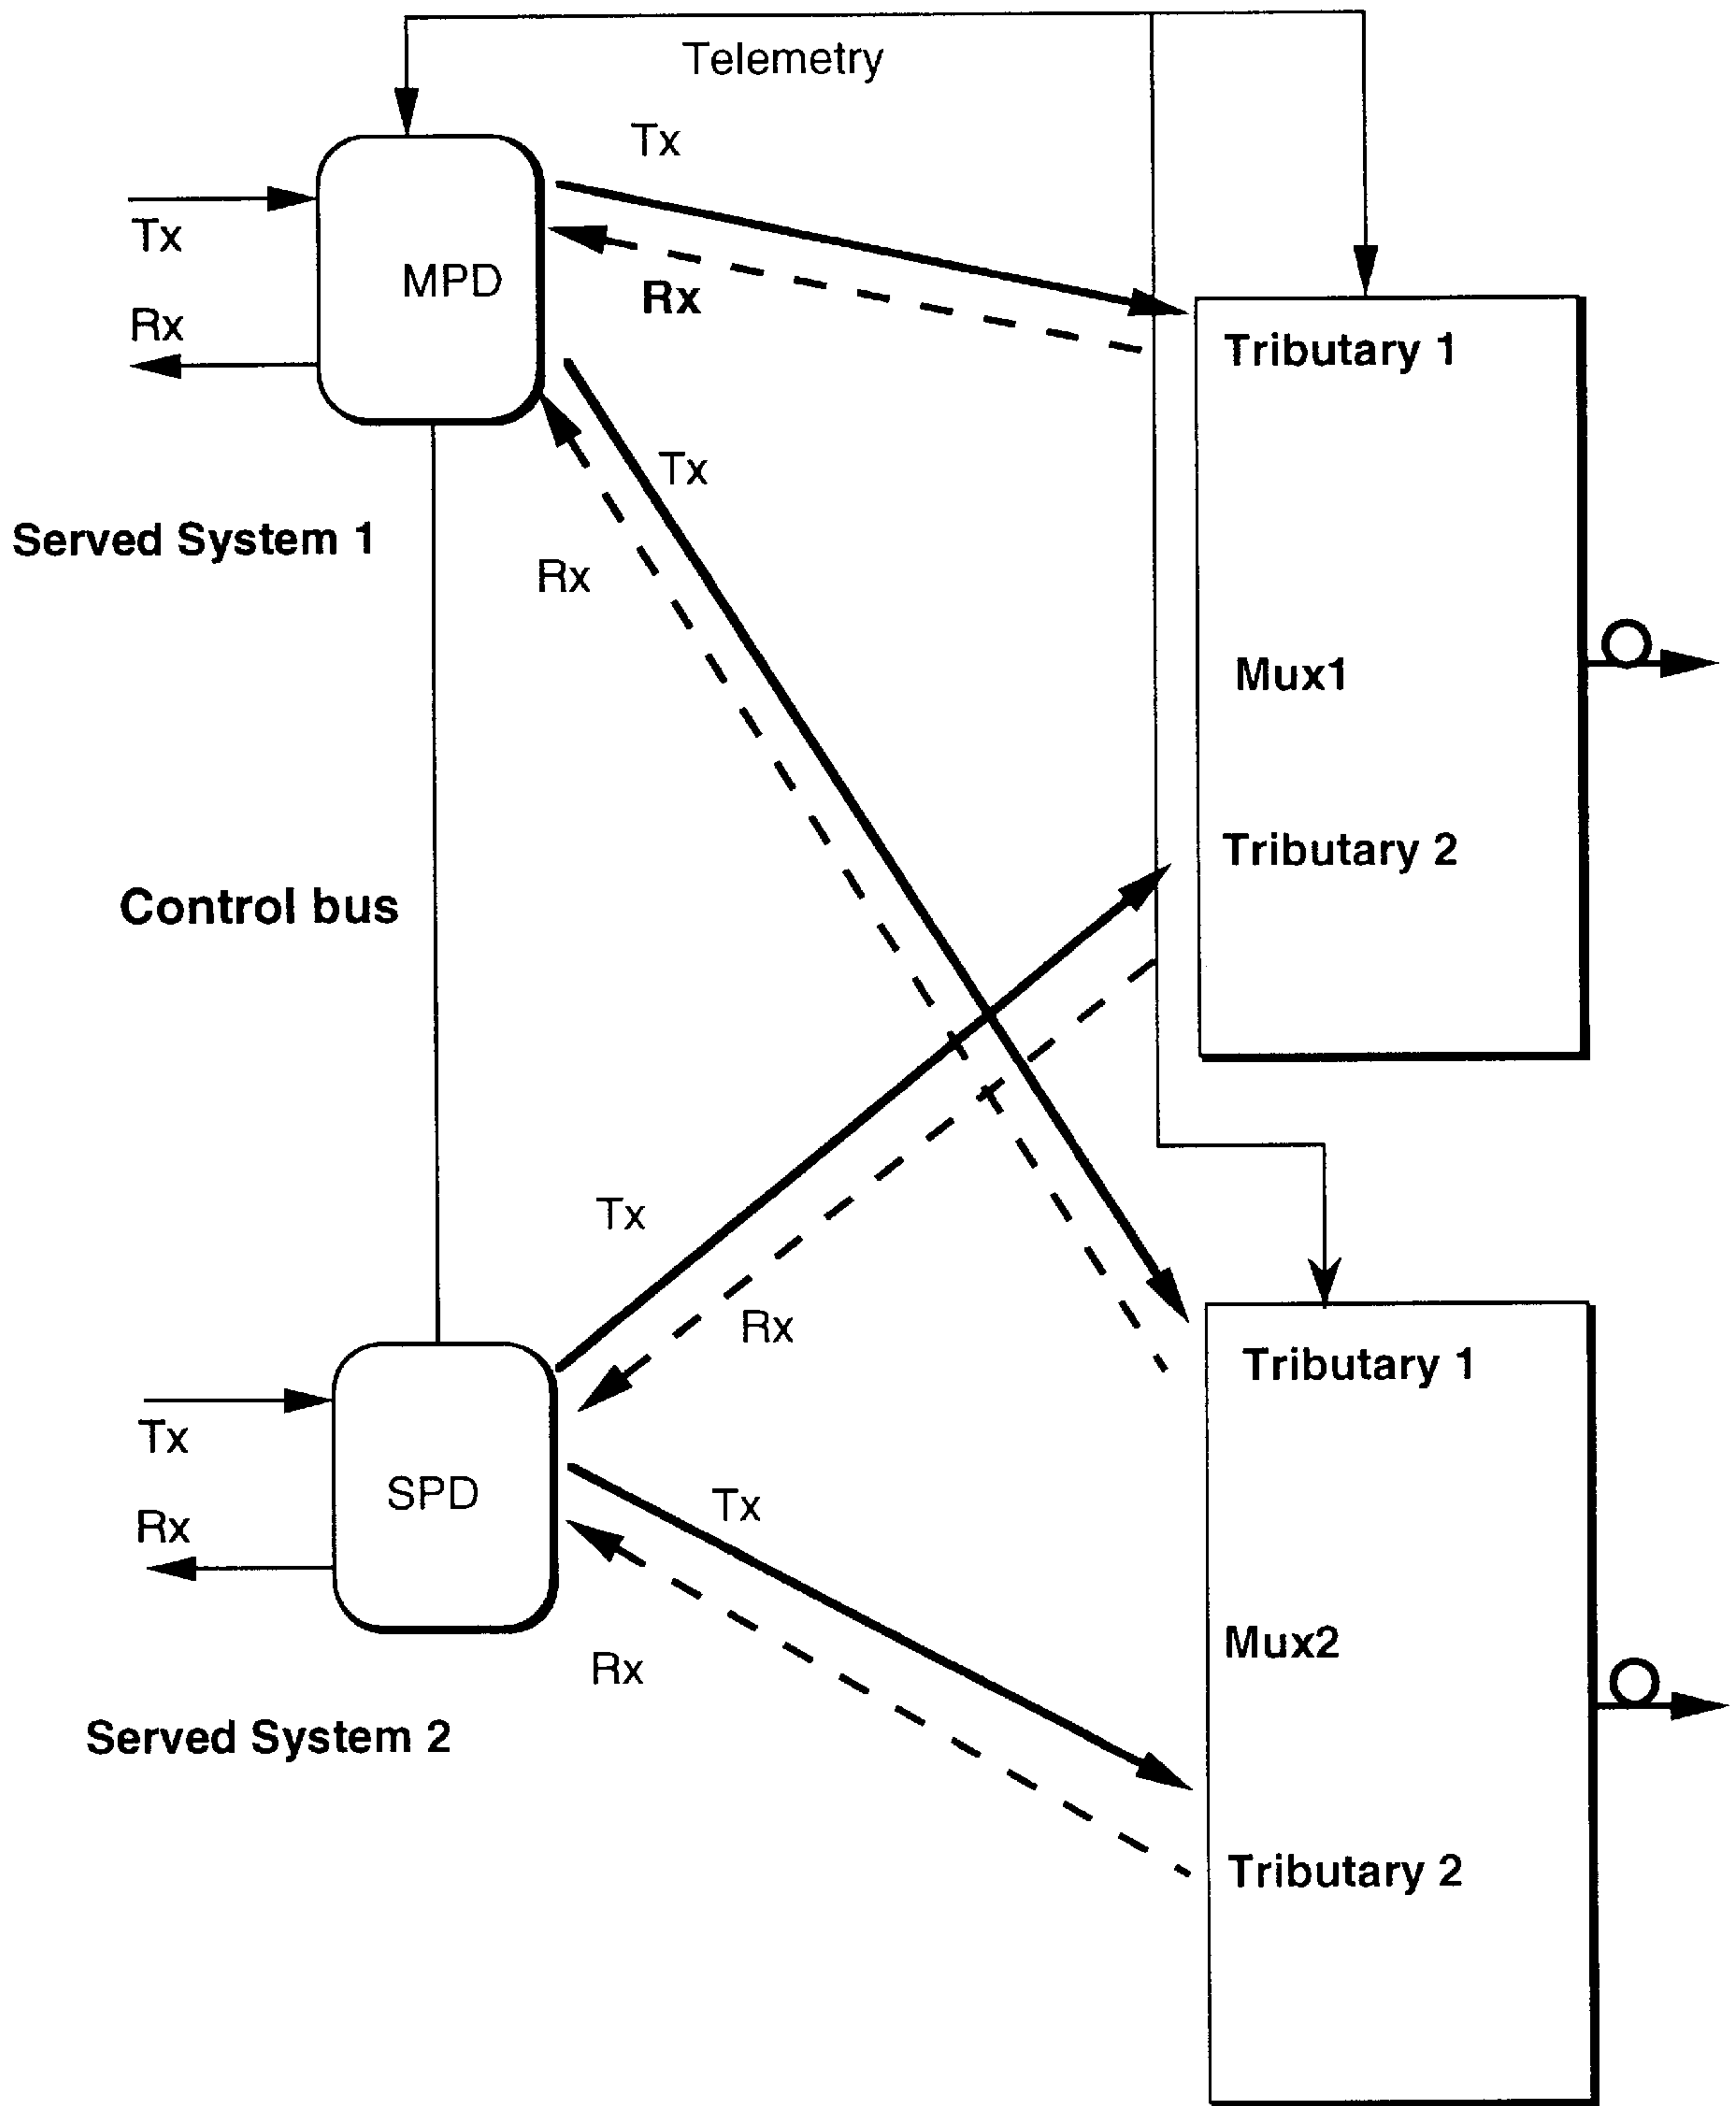 Telemetry
Tx
Tx
MPD
Rx
Rx
Tributary 1
Tx
Served System 1
Rx
Mux1
Tributary 2
Control bus
Tx
Rx
Tributary 1
Tx
SPD
Tx
Rx
Mux2
Rx
Served System 2
Tributary 2